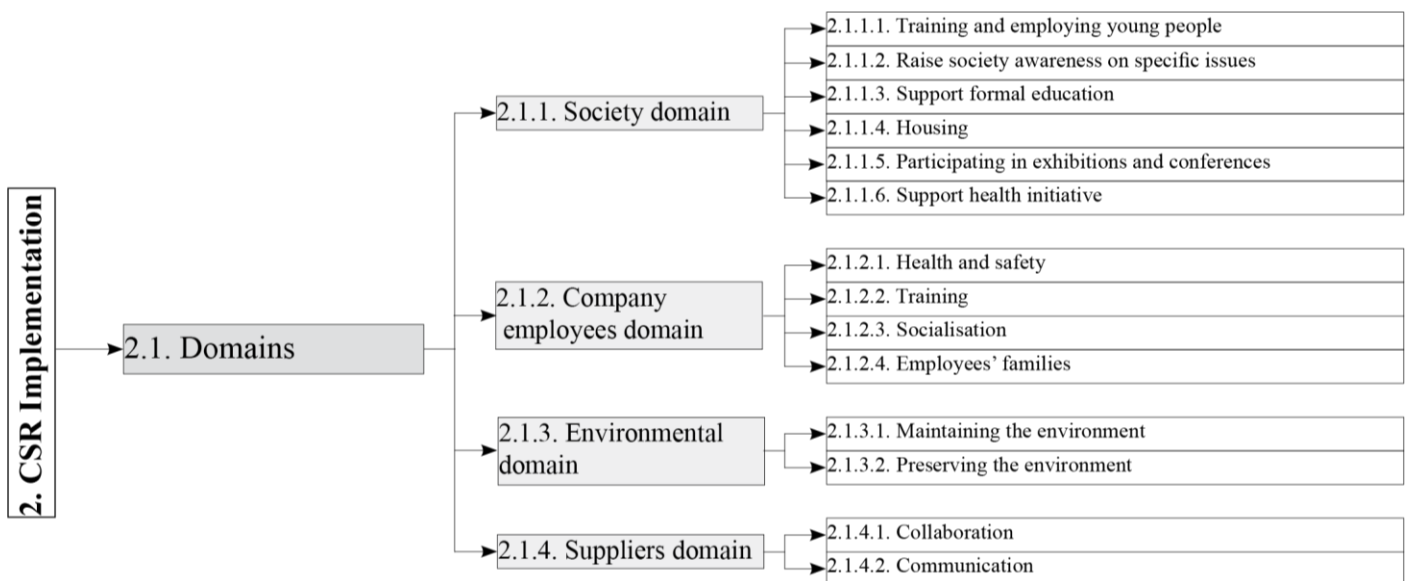 2. CSR Implementation
2.1. Domains
2.1.1. Society domain
2.1.1.1. Training and employing young people
2.1.1.2. Raise society awareness on specific issues
2.1.1.3. Support formal education
2.1.1.4. Housing
2.1.1.5. Participating in exhibitions and conferences
2.1.1.6. Support health initiative
2.1.2. Company
employees domain
2.1.2.1. Health and safety
2.1.2.2. Training
2.1.2.3. Socialisation
2.1.2.4. Employees’ families
2.1.3. Environmental
domain
2.1.3.1. Maintaining the environment
2.1.3.2. Preserving the environment
2.1.4. Suppliers domain
2.1.4.1. Collaboration
2.1.4.2. Communication